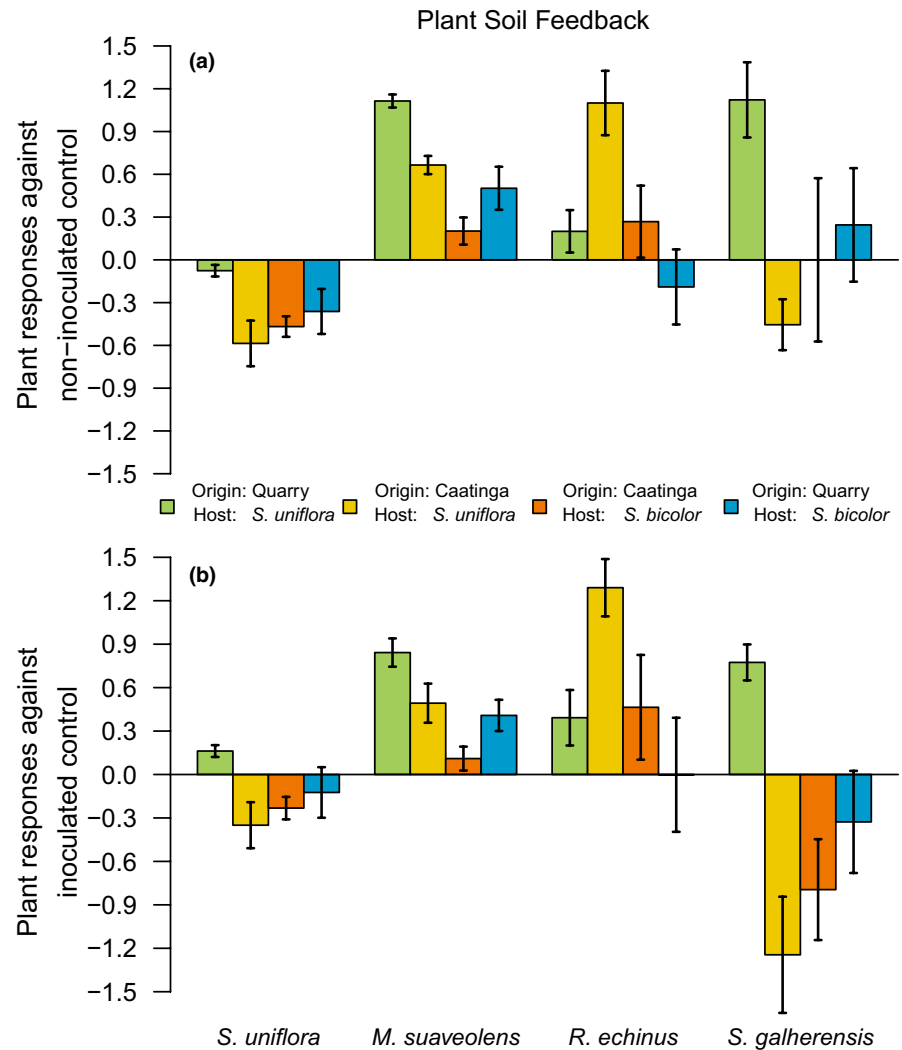 Plant Soil Feedback
(a)
Plant responses against
non−inoculated control
1.5
1.2
0.9
0.6
0.3
0.0
−0.3
−0.6
−0.9
−1.2
−1.5
Origin: Quarry
Host: S. uniflora
Origin: Caatinga
Host: S. uniflora
Origin: Caatinga
Host: S. bicolor
Origin: Quarry
Host: S. bicolor
(b)
Plant responses against
inoculated control
1.5
1.2
0.9
0.6
0.3
0.0
−0.3
−0.6
−0.9
−1.2
−1.5
S. uniflora
M. suaveolens
R. echinus
S. galherensis